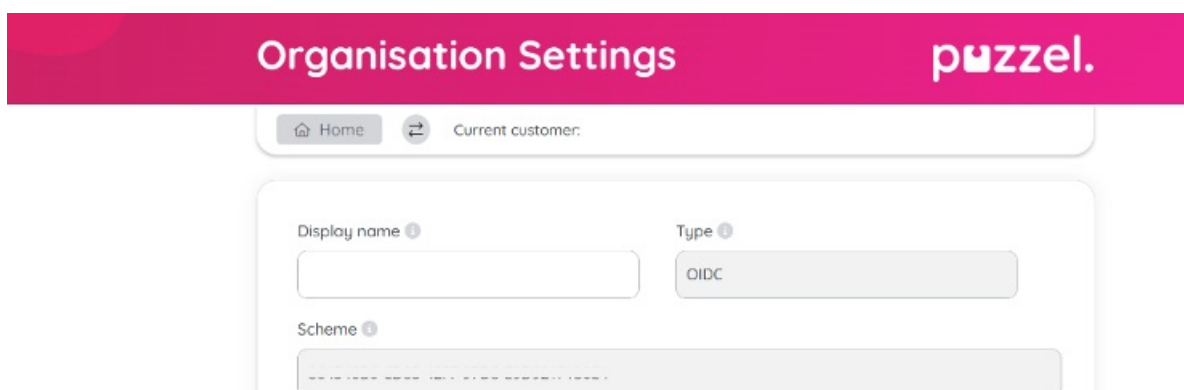 Organisation Settings
puzzel.
Home
Current customer:
Display name
Type
OIDC
Scheme